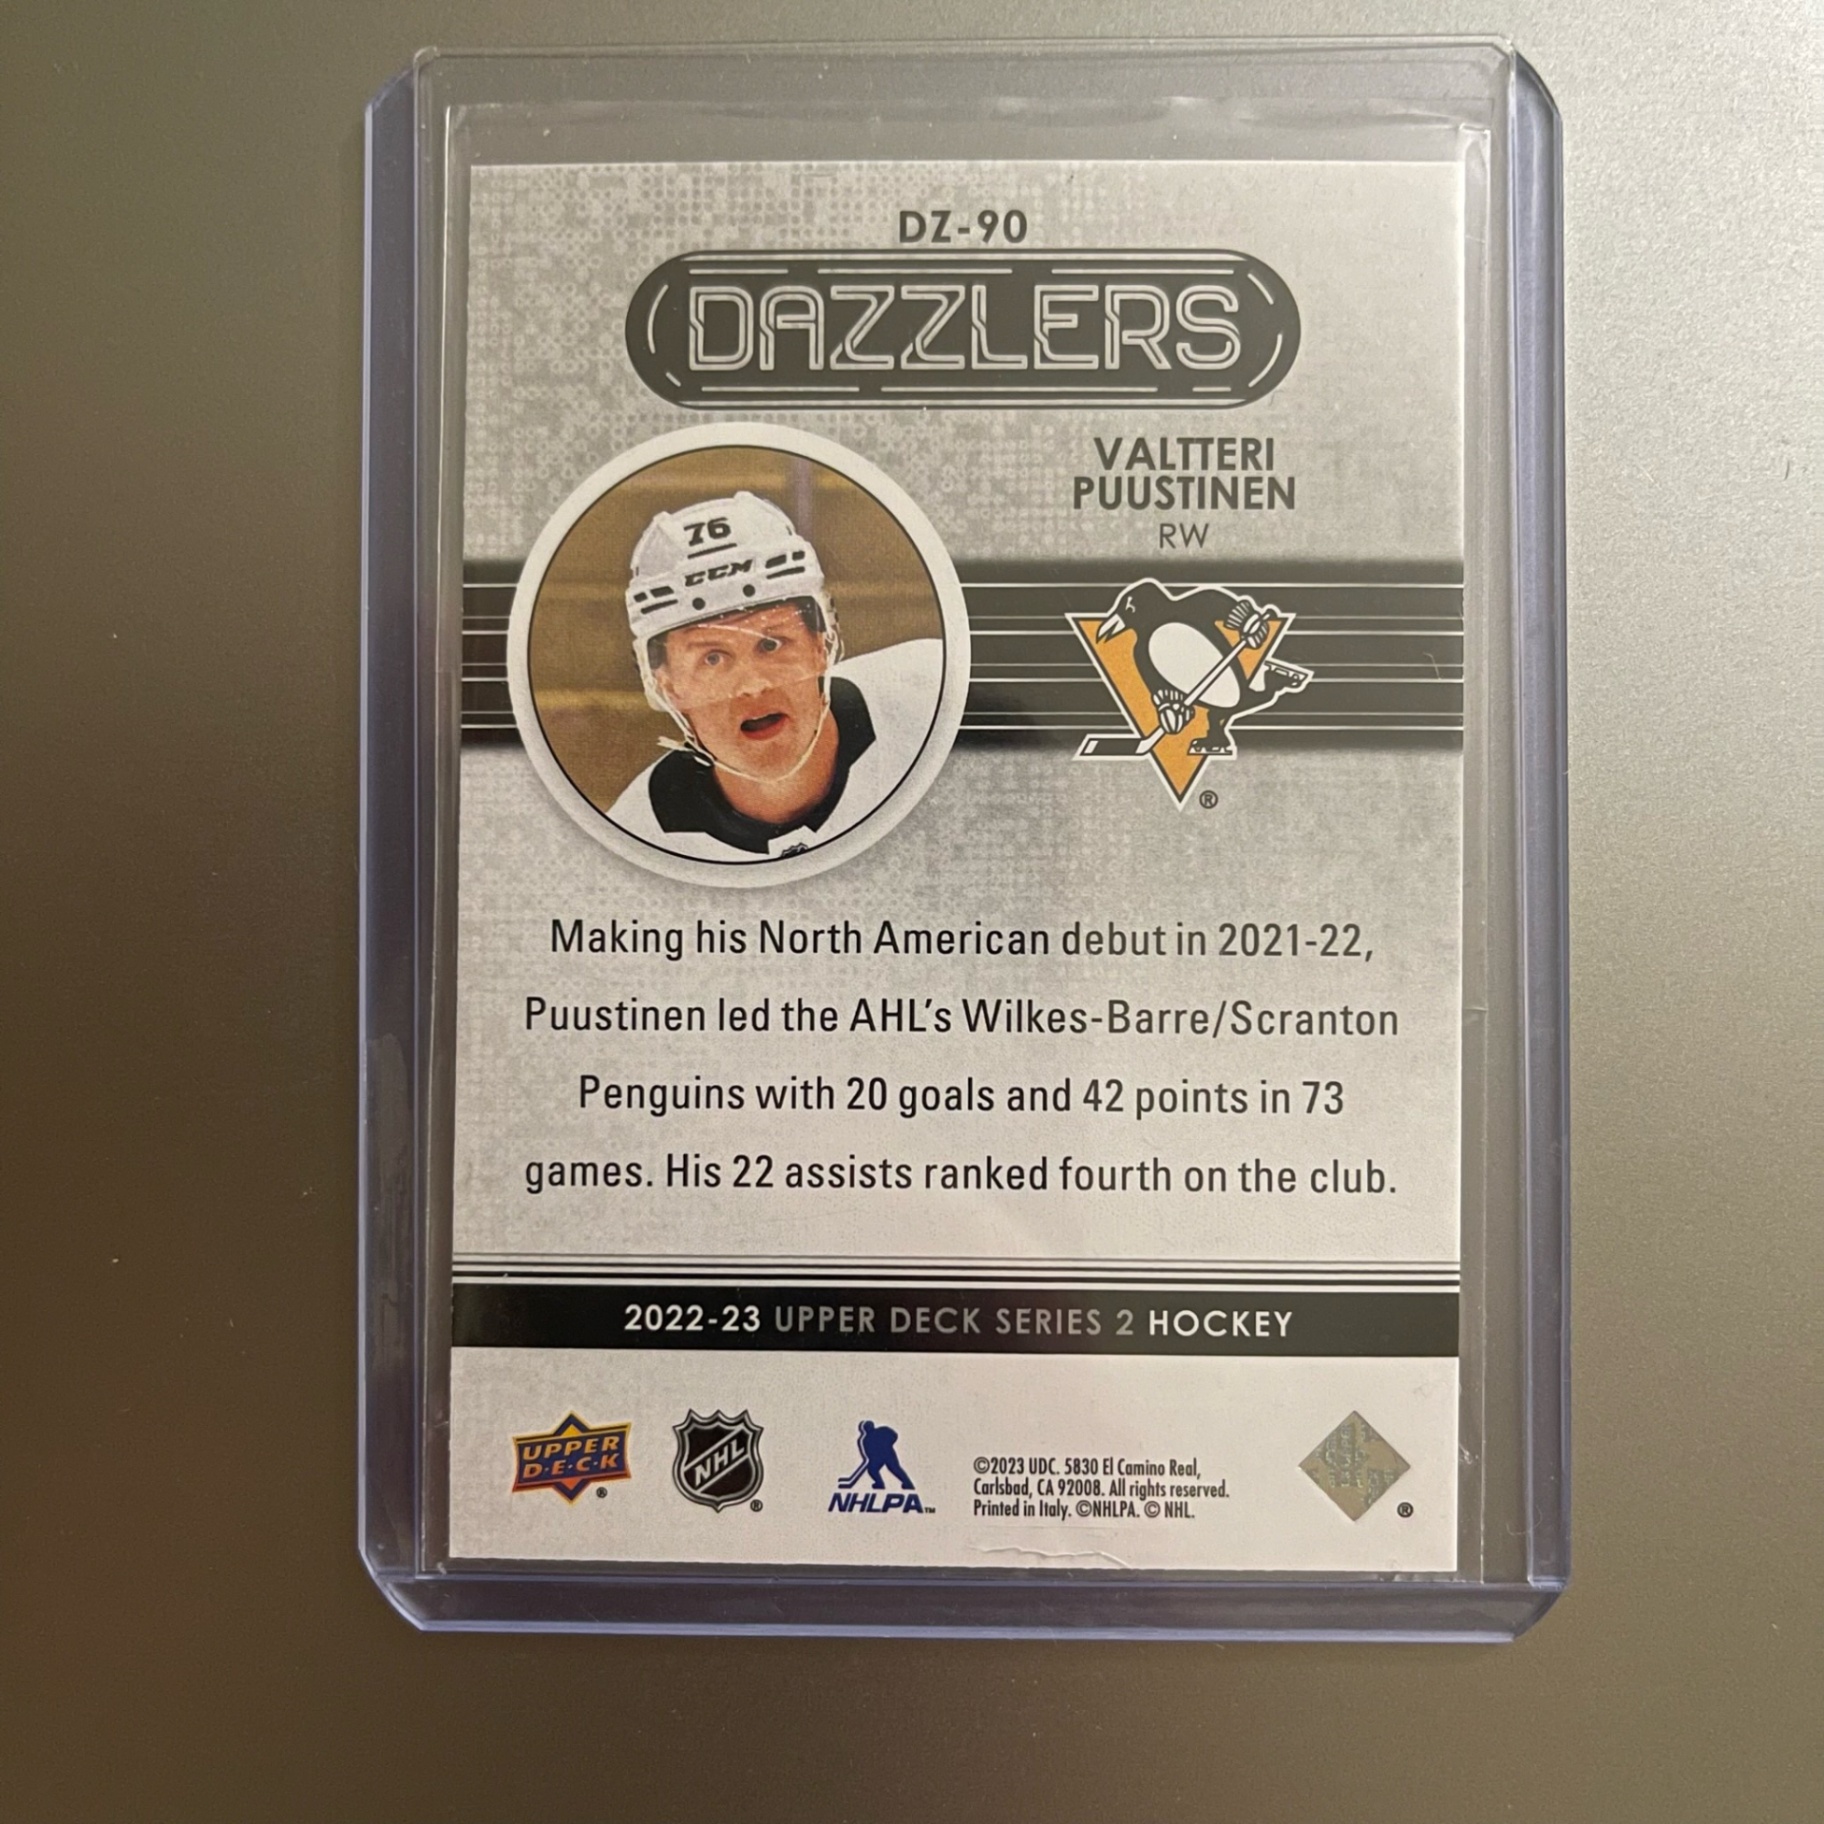 DZ-90
DAZZLERS
VALTTERI
PUUSTINEN
RW
76
CCM
Making his North American debut in 2021-22,
Puustinen led the AHL's Wilkes-Barre/Scranton
Penguins with 20 goals and 42 points in 73
games. His 22 assists ranked fourth on the club.
2022-23 UPPER DECK SERIES 2 HOCKEY
UPPER
D·E·C·K
®
NHL
®
NHLPA™
©2023 UDC. 5830 El Camino Real,
Carlsbad, CA 92008. All rights reserved.
Printed in Italy. ©NHLPA. © NHL.
®